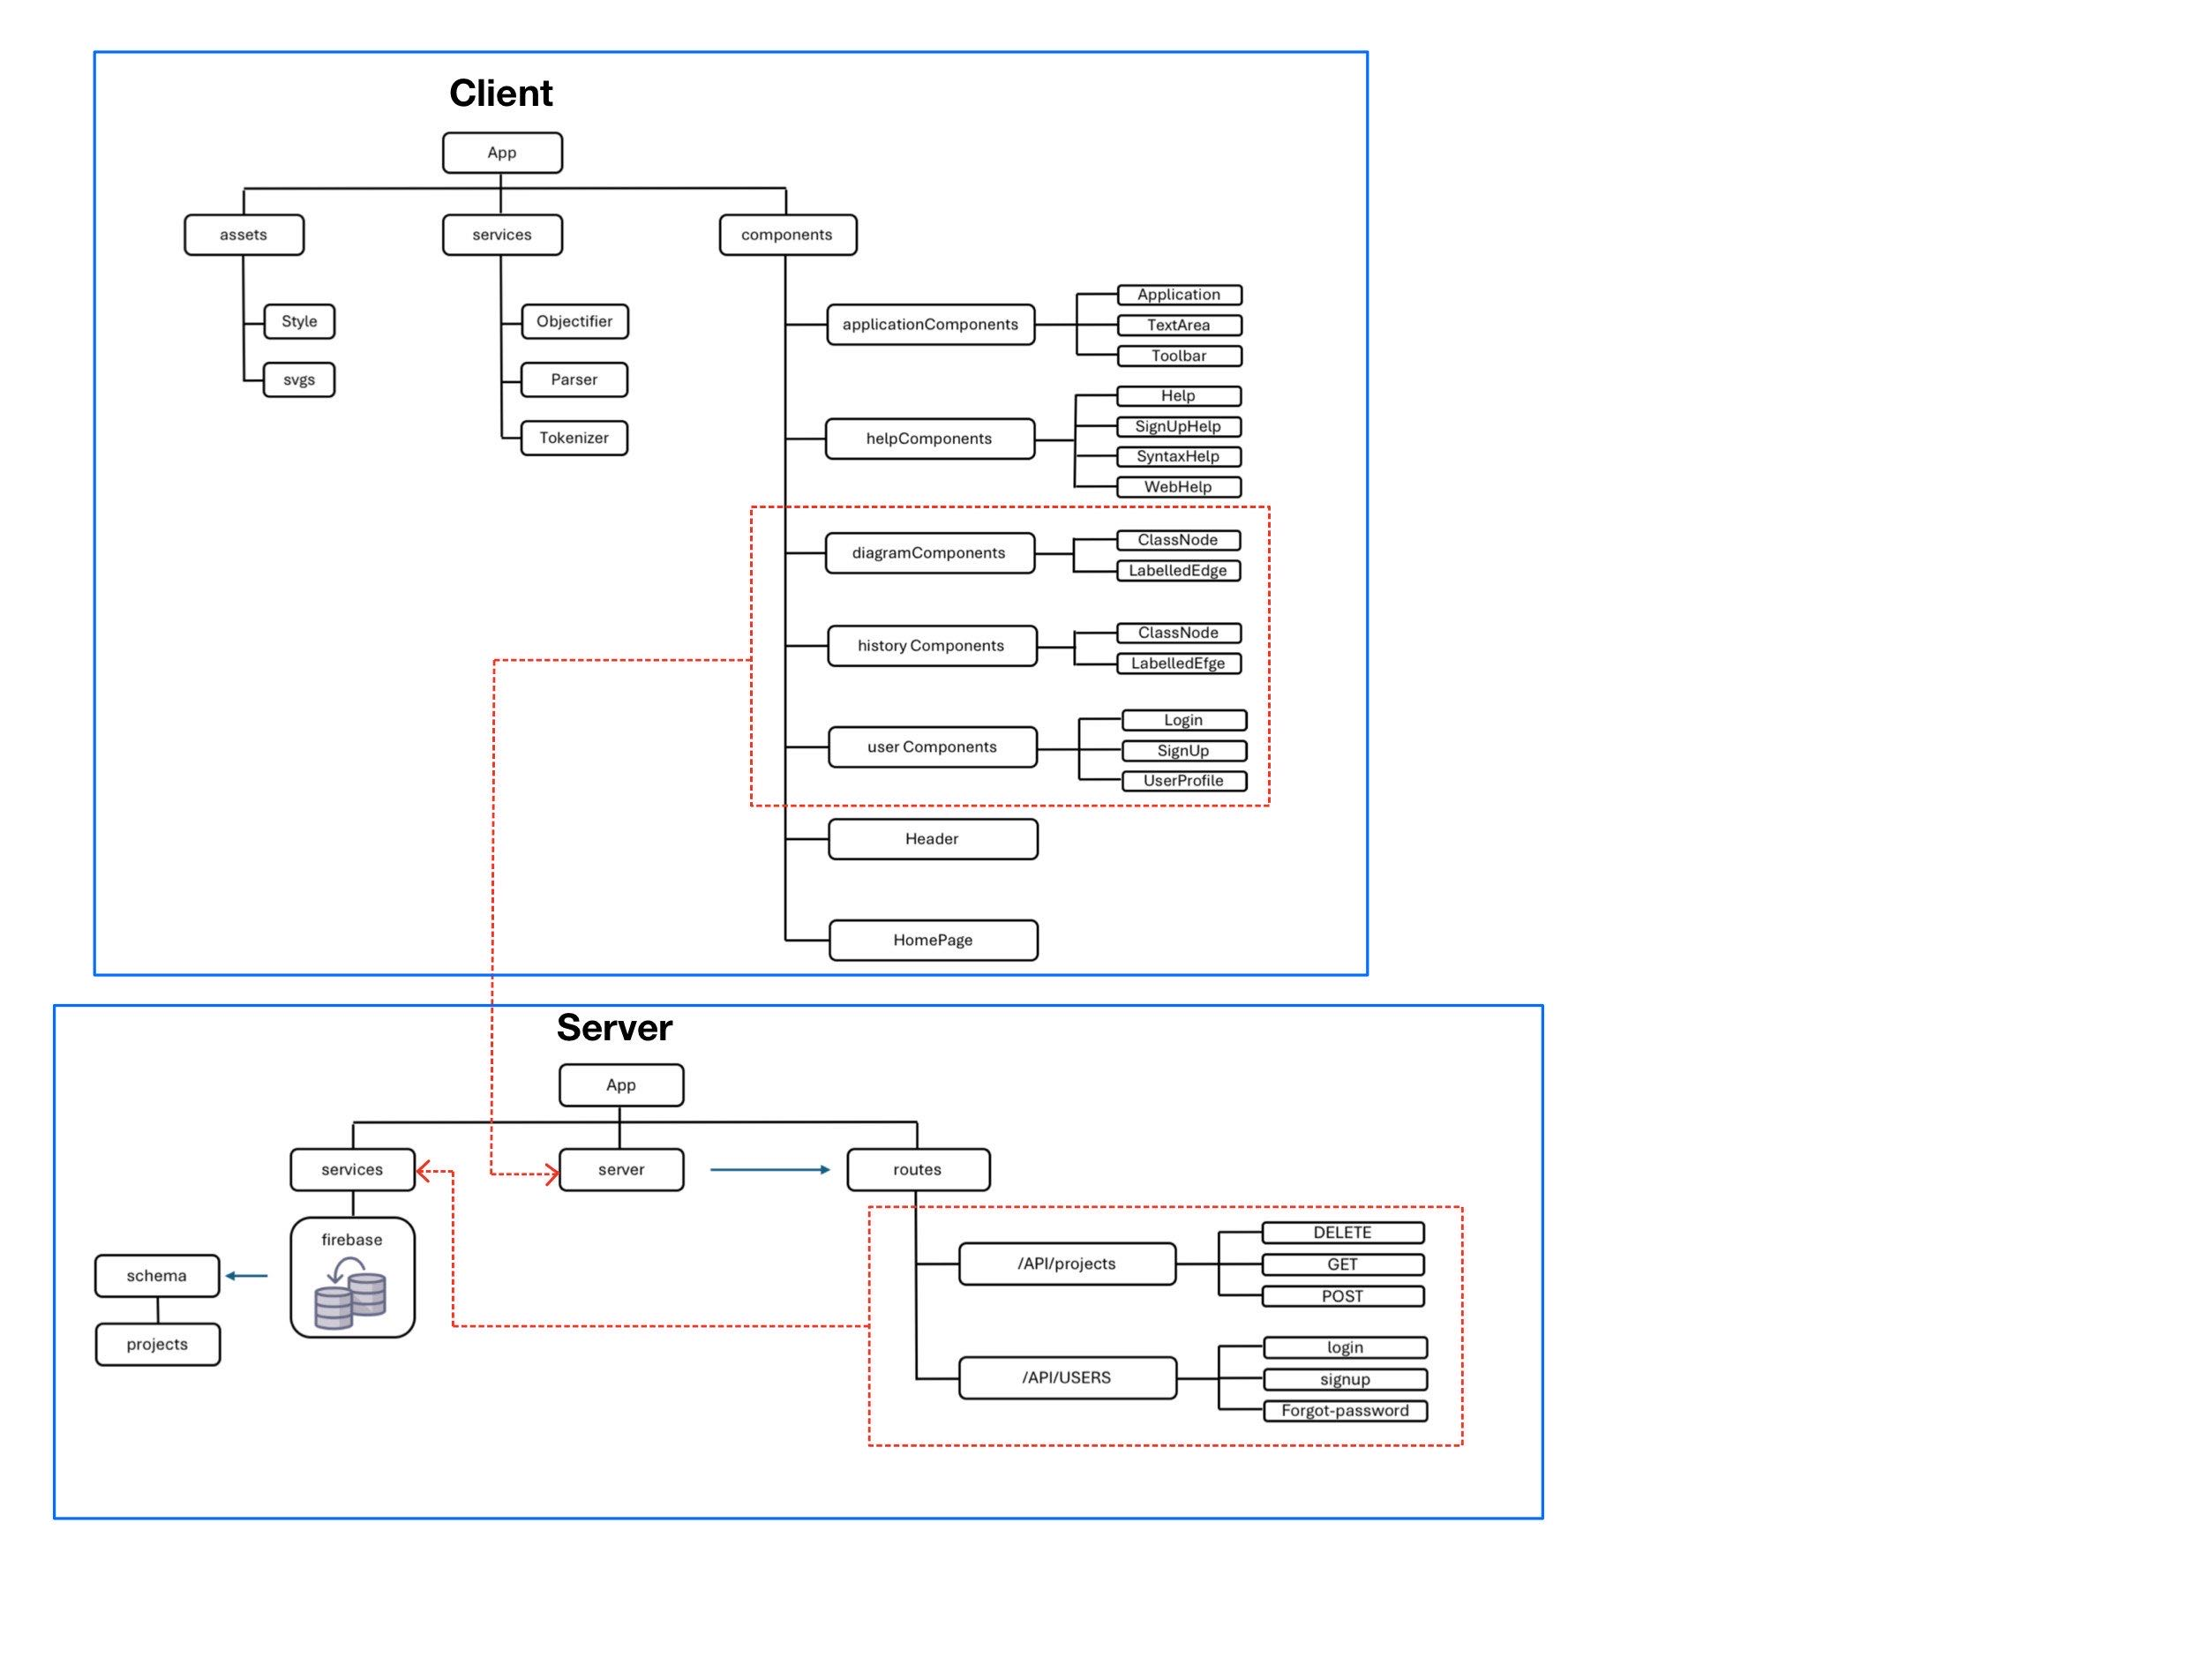 Client
App
assets
services
components
Style
svgs
Objectifier
Parser
Tokenizer
applicationComponents
Application
TextArea
Toolbar
helpComponents
Help
SignUpHelp
SyntaxHelp
WebHelp
diagramComponents
ClassNode
LabelledEdge
history Components
ClassNode
LabelledEfge
user Components
Login
SignUp
UserProfile
Header
HomePage
Server
App
services
server
routes
firebase
schema
projects
/API/projects
DELETE
GET
POST
/API/USERS
login
signup
Forgot-password